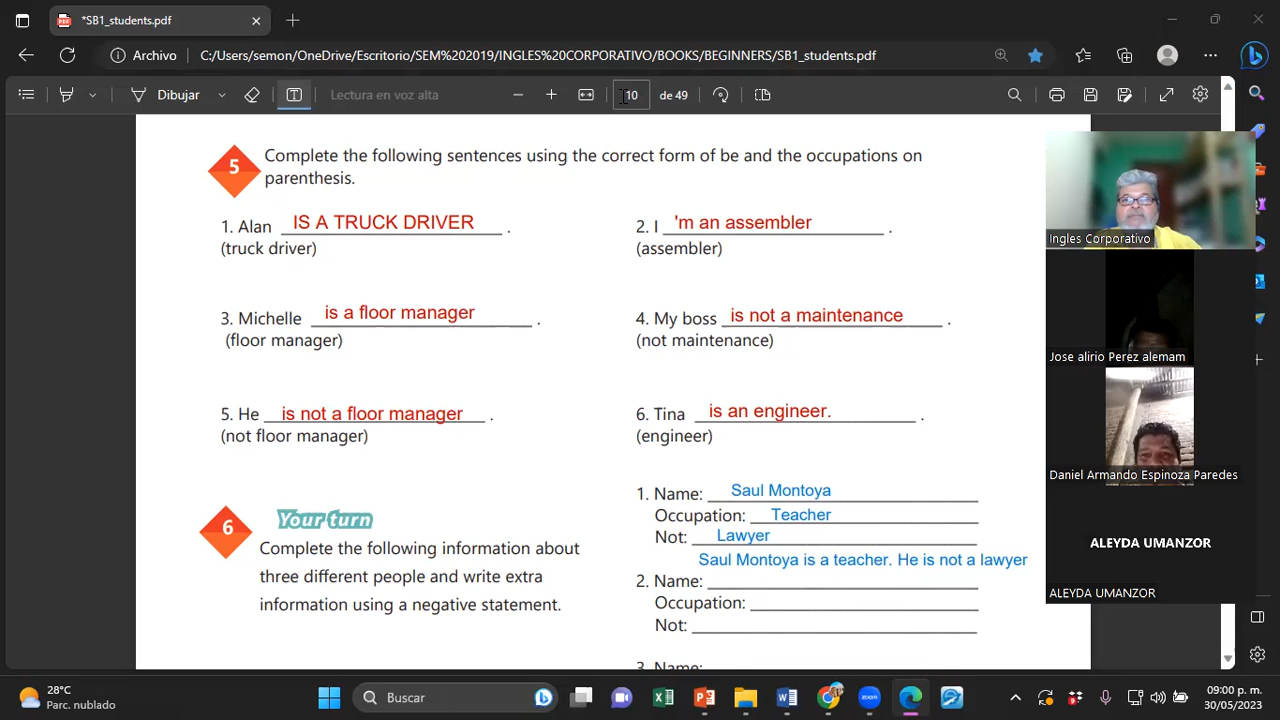 *SB1_students.pdf
Archivo
C:/Users/semon/OneDrive/Escritorio/SEM%202019/INGLES%20CORPORATIVO/BOOKS/BEGINNERS/SB1_students.pdf
Dibujar
Lectura en voz alta
10
de 49
5
Complete the following sentences using the correct form of be and the occupations on
parenthesis.
1. Alan IS A TRUCK DRIVER .
(truck driver)
2. I 'm an assembler .
(assembler)
3. Michelle is a floor manager .
(floor manager)
4. My boss is not a maintenance .
(not maintenance)
5. He is not a floor manager .
(not floor manager)
6. Tina is an engineer. .
(engineer)
6
Your turn
Complete the following information about
three different people and write extra
information using a negative statement.
1. Name: Saul Montoya
Occupation: Teacher
Not: Lawyer
Saul Montoya is a teacher. He is not a lawyer
2. Name:
Occupation:
Not:
3. Name:
Ingles Corporativo
Jose alirio Perez alemam
Daniel Armando Espinoza Paredes
ALEYDA UMANZOR
ALEYDA UMANZOR
28°C
Parc. nublado
Buscar
09:00 p. m.
30/05/2023